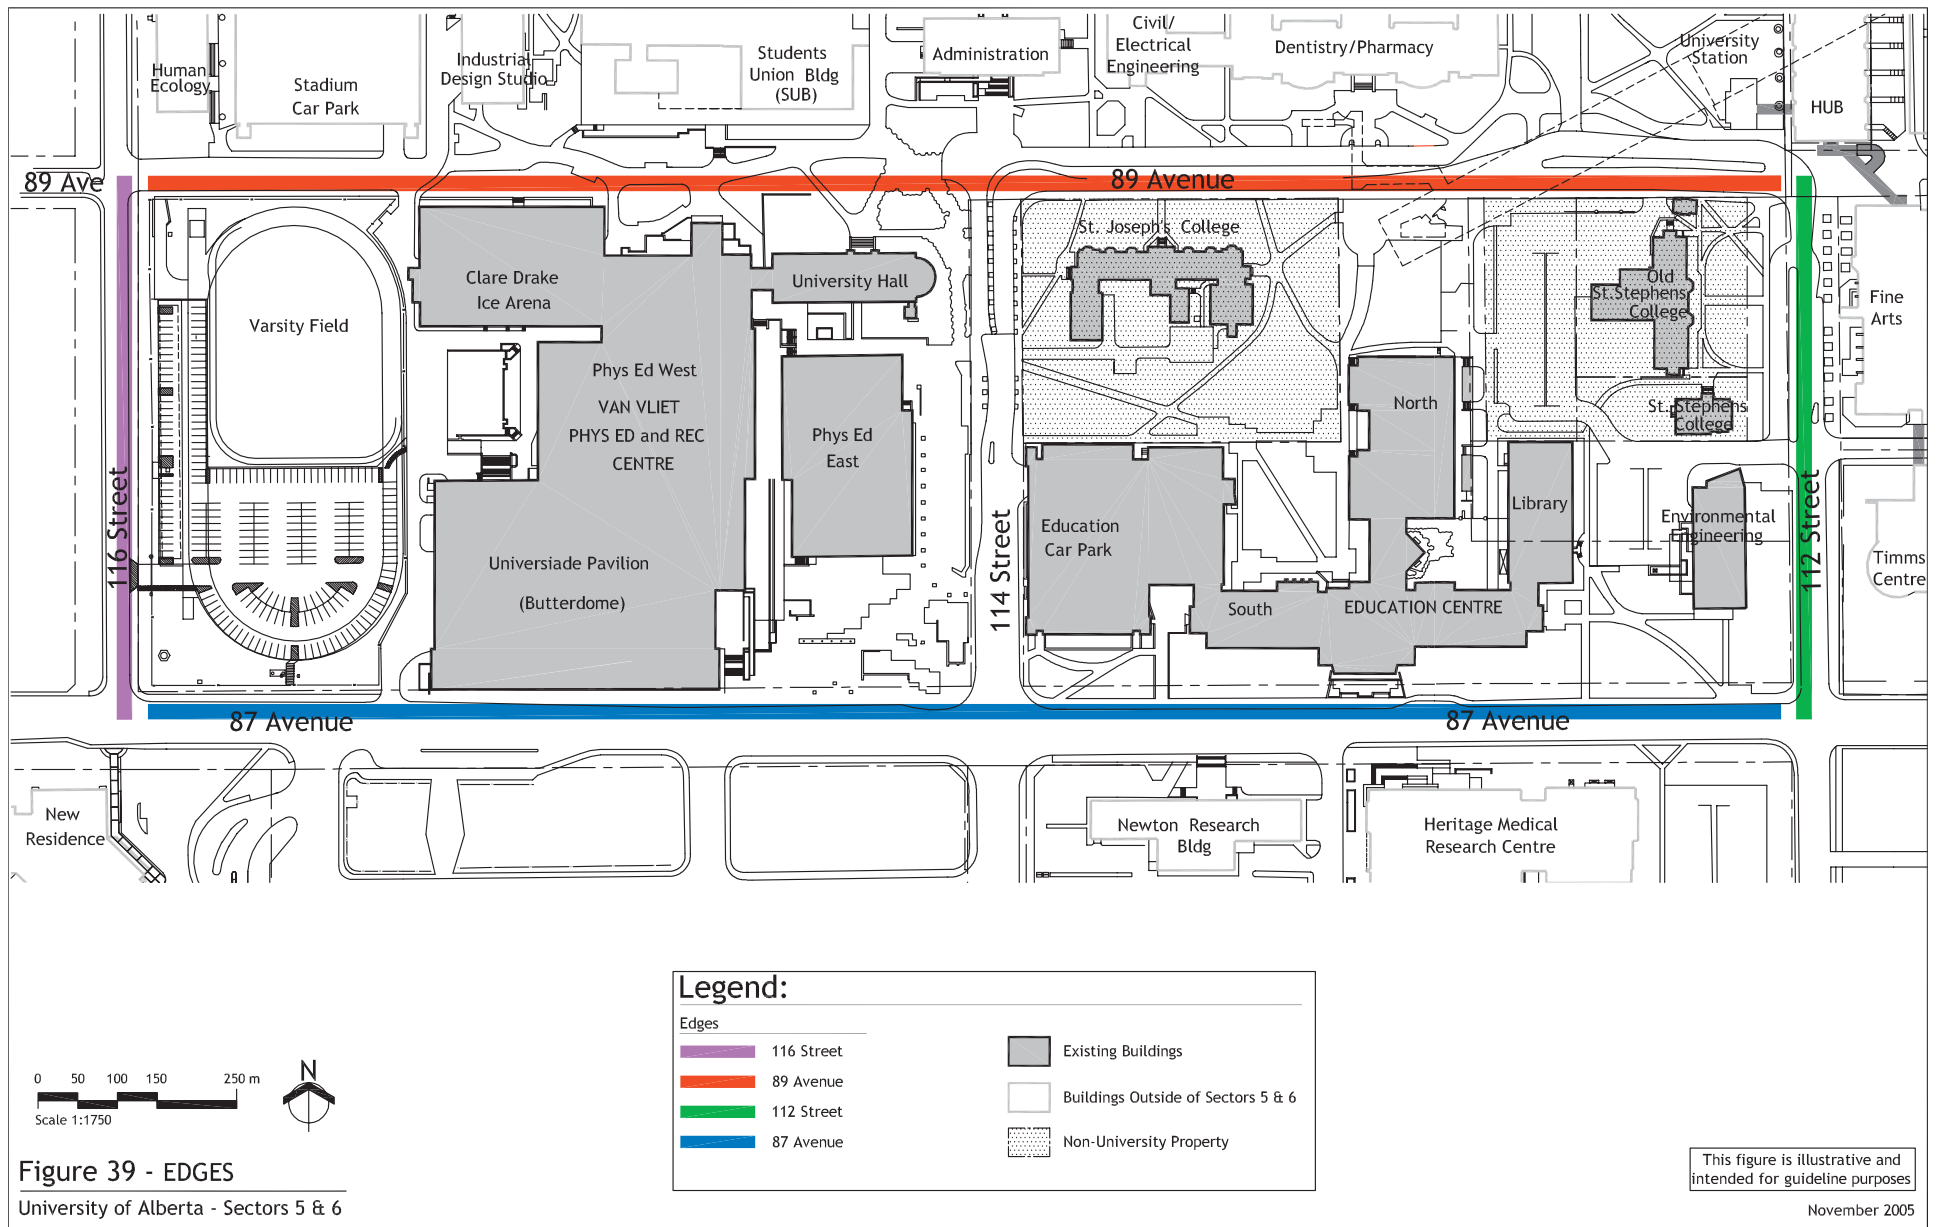 Human
Ecology
Stadium
Car Park
Industrial
Design Studio
Students
Union Bldg
(SUB)
Administration
Civil/
Electrical
Engineering
Dentistry/Pharmacy
University
Station
HUB
89 Ave
89 Avenue
Clare Drake
Ice Arena
University Hall
St. Joseph's College
Old
St.Stephens
College
Fine
Arts
Varsity Field
Phys Ed West
VAN VLIET
PHYS ED and REC
CENTRE
Phys Ed
East
North
St. Stephens
College
116 Street
114 Street
112 Street
Education
Car Park
Library
Environmental
Engineering
Timms
Centre
Universiade Pavilion
(Butterdome)
South
EDUCATION CENTRE
87 Avenue
87 Avenue
New
Residence
Newton Research
Bldg
Heritage Medical
Research Centre
Legend:
Edges
116 Street
89 Avenue
112 Street
87 Avenue
Existing Buildings
Buildings Outside of Sectors 5 & 6
Non-University Property
0 50 100 150 250 m
Scale 1:1750
N
Figure 39 - EDGES
University of Alberta - Sectors 5 & 6
This figure is illustrative and
intended for guideline purposes
November 2005